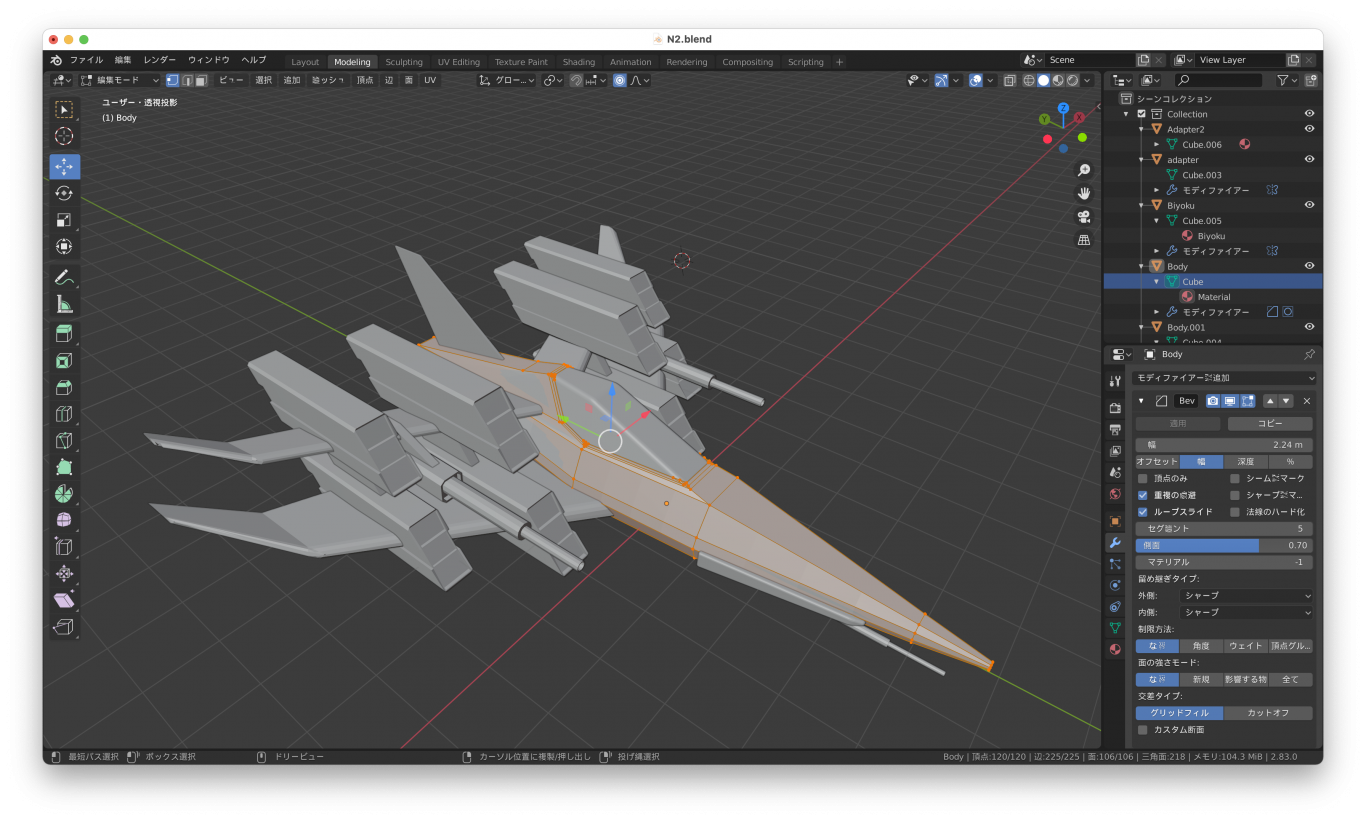 N2.blend
ファイル 編集 レンダー ウィンドウ ヘルプ Layout Modeling Sculpting UV Editing Texture Paint Shading Animation Rendering Compositing Scripting + Scene View Layer
編集モード ビュー 選択 追加 頂点 辺 面 UV グロー...
ユーザー・透視投影
(1) Body
Z
Y
X
シーンコレクション
Collection
Adapter2
Cube.006
adapter
Cube.003
モディファイアー
Biyoku
Cube.005
Biyoku
モディファイアー
Body
Cube
Material
モディファイアー
Body.001
Cube.004
Body
モディファイアー 追加
Bev
適用 コピー
幅 2.24 m
オフセット 幅 深度 %
頂点のみ シーム マーク
重複の 避 シャープ マ...
ループスライド 法線のハード化
セグ ント 5
側面 0.70
マテリアル -1
留め継ぎタイプ:
外側: シャープ
内側: シャープ
制限方法:
な 角度 ウェイト 頂点グル...
面の強さモード:
な 新規 影響する物 全て
交差タイプ:
グリッドフィル カットオフ
カスタム断面
最短パス選択 ボックス選択 ドリービュー カーソル位置に複製/押し出し 投げ縄選択 Body | 頂点:120/120 | 辺:225/225 | 面:106/106 | 三角面:218 | メモリ:104.3 MiB | 2.83.0